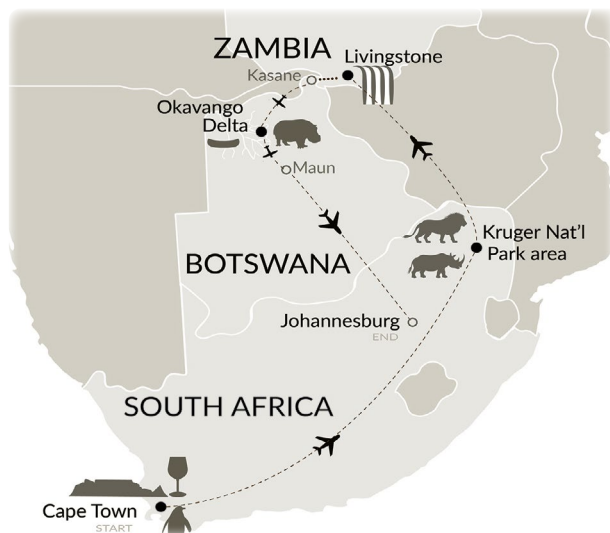 ZAMBIA
Livingstone
Kasane
Okavango
Delta
Maun
Kruger Nat'l
Park area
BOTSWANA
Johannesburg
END
SOUTH AFRICA
Cape Town
START